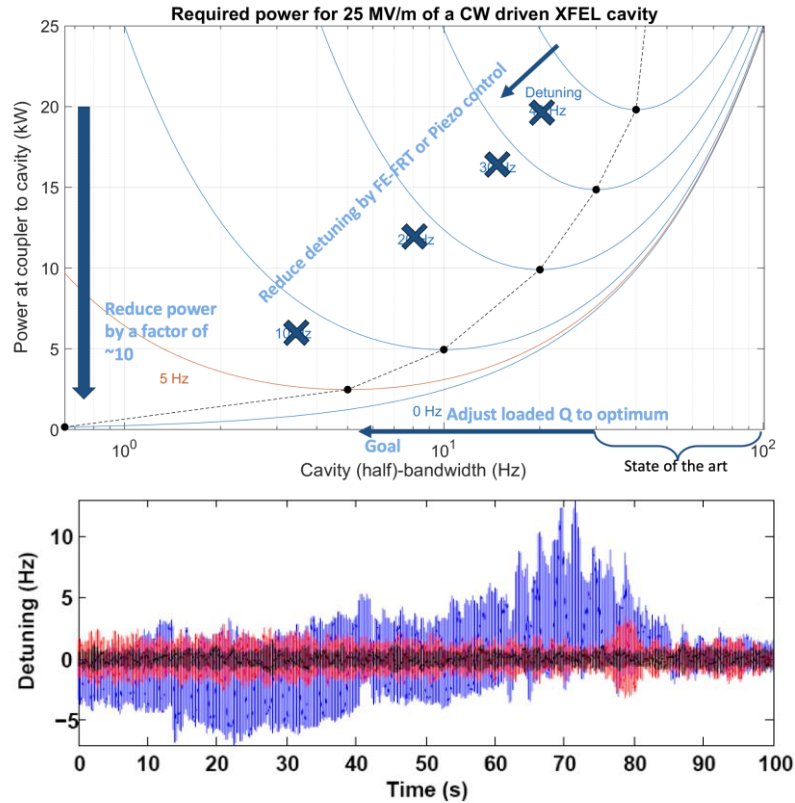 Required power for 25 MV/m of a CW driven XFEL cavity
25
20
15
10
5
0
Power at coupler to cavity (kW)
Detuning
Reduce detuning by FE-FRT or Piezo control
Reduce power
by a factor of
~10
5 Hz
0 Hz
Adjust loaded Q to optimum
Goal
State of the art
10⁰
10¹
10²
Cavity (half)-bandwidth (Hz)
10
5
0
−5
Detuning (Hz)
0
10
20
30
40
50
60
70
80
90
100
Time (s)